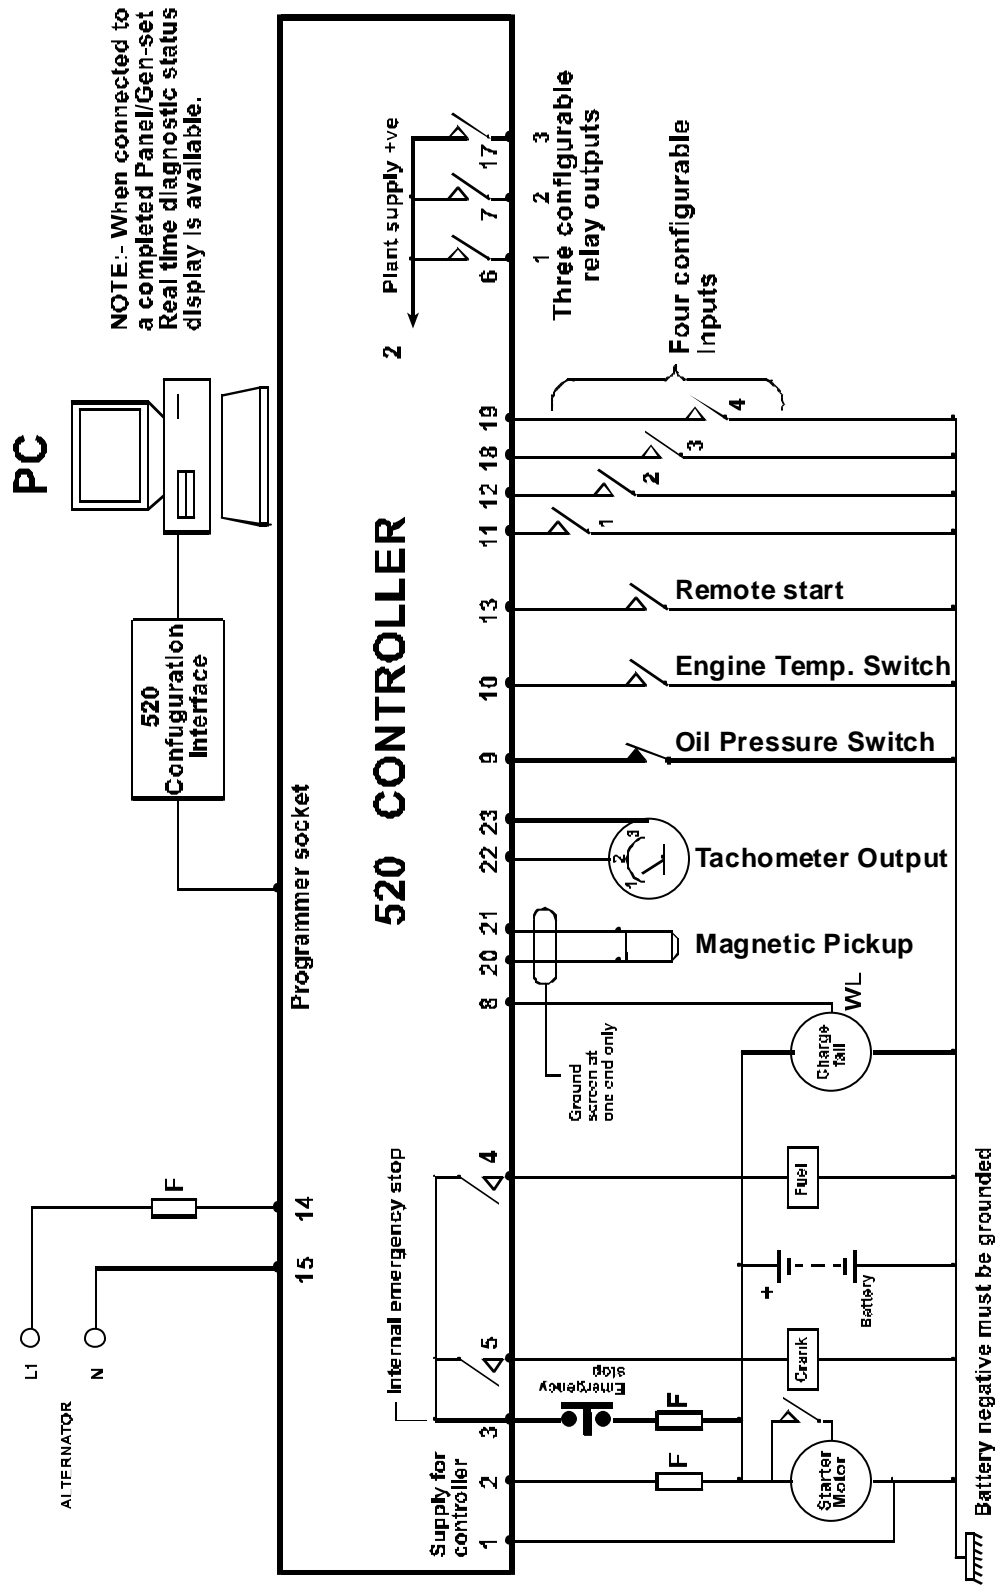 NOTE:- When connected to
a completed Panel/Gen-set
Real time diagnostic status
display is available.
PC
520
Confuguration
Interface
Programmer socket
ALTERNATOR
L1
N
F
15
14
520 CONTROLLER
Supply for
controller
Internal emergency stop
Plant supply +ve
2
6
7
17
1
2
3
5
4
8
20
21
22
23
9
10
13
11
12
18
19
1 2 3
Three configurable
relay outputs
Four configurable
Inputs
1
2
3
4
Remote start
Engine Temp. Switch
Oil Pressure Switch
Tachometer Output
1
2
3
Magnetic Pickup
Ground
screen at
one end only
WL
Charge
fail
Fuel
+
Battery
Crank
Emergency
stop
F
F
Starter
Motor
Battery negative must be grounded